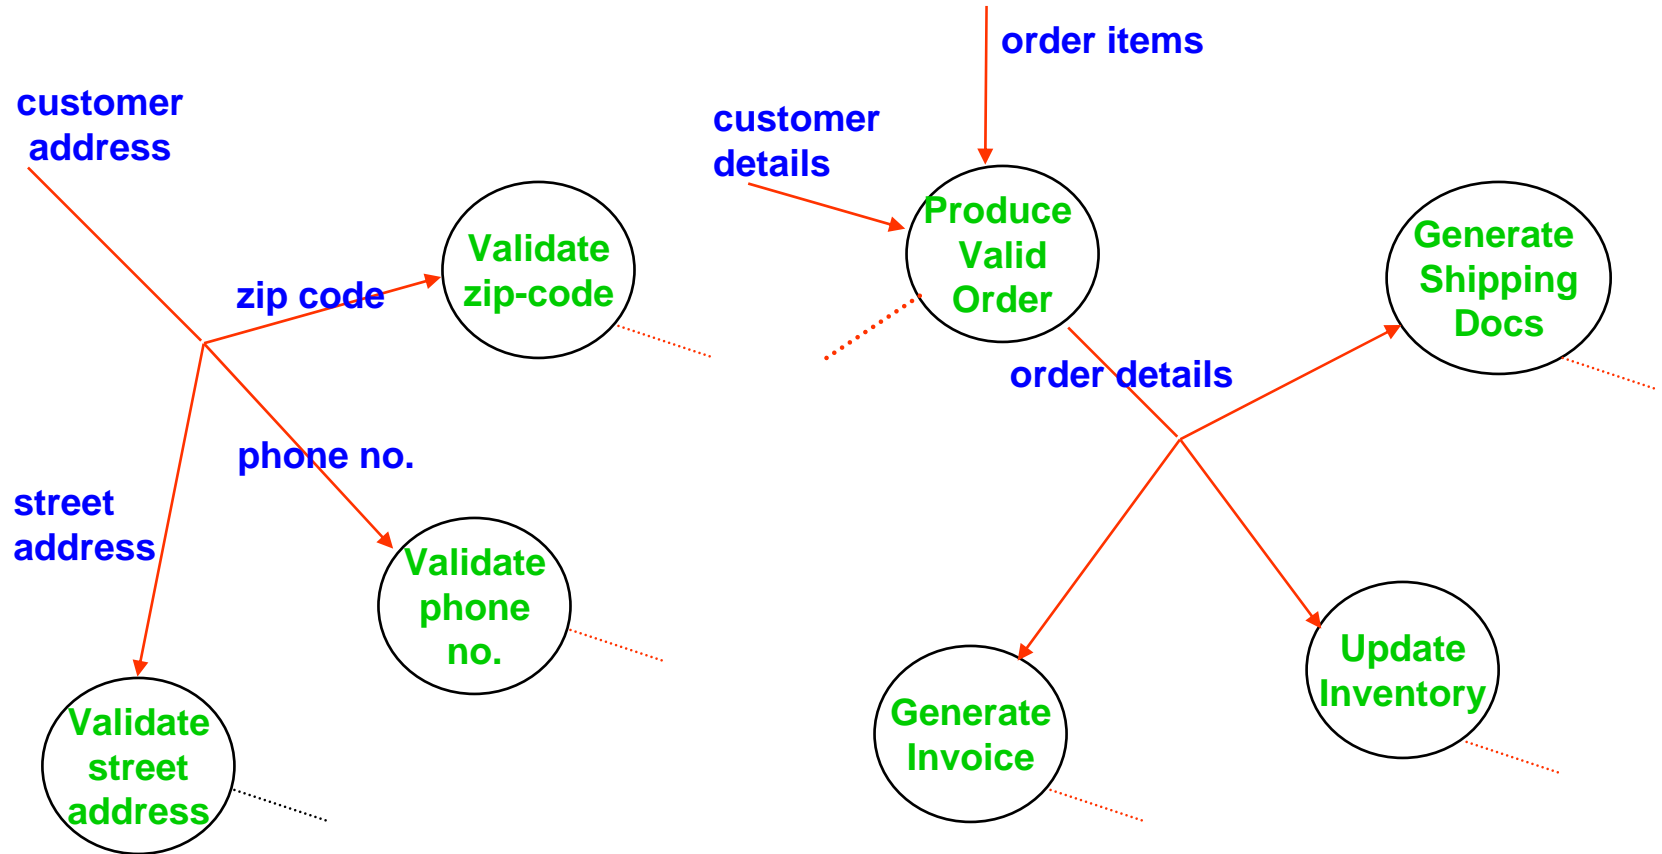 customer
address
zip code
Validate
zip-code
phone no.
street
address
Validate
phone
no.
Validate
street
address
order items
customer
details
Produce
Valid
Order
order details
Generate
Shipping
Docs
Generate
Invoice
Update
Inventory